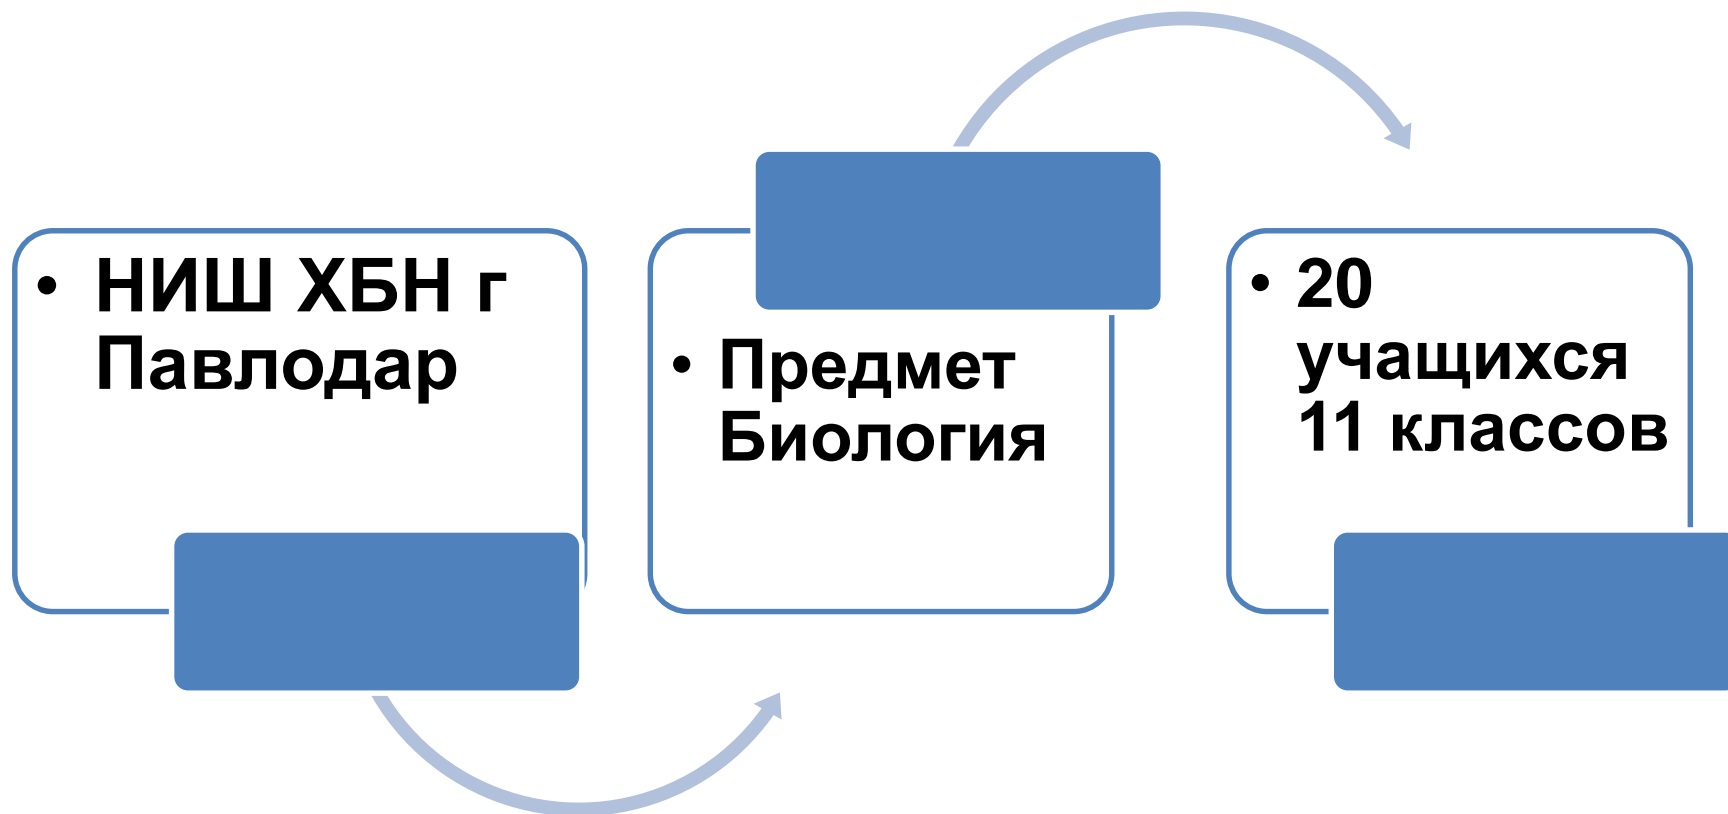 • НИШ ХБН г
Павлодар
• Предмет
Биология
• 20
учащихся
11 классов